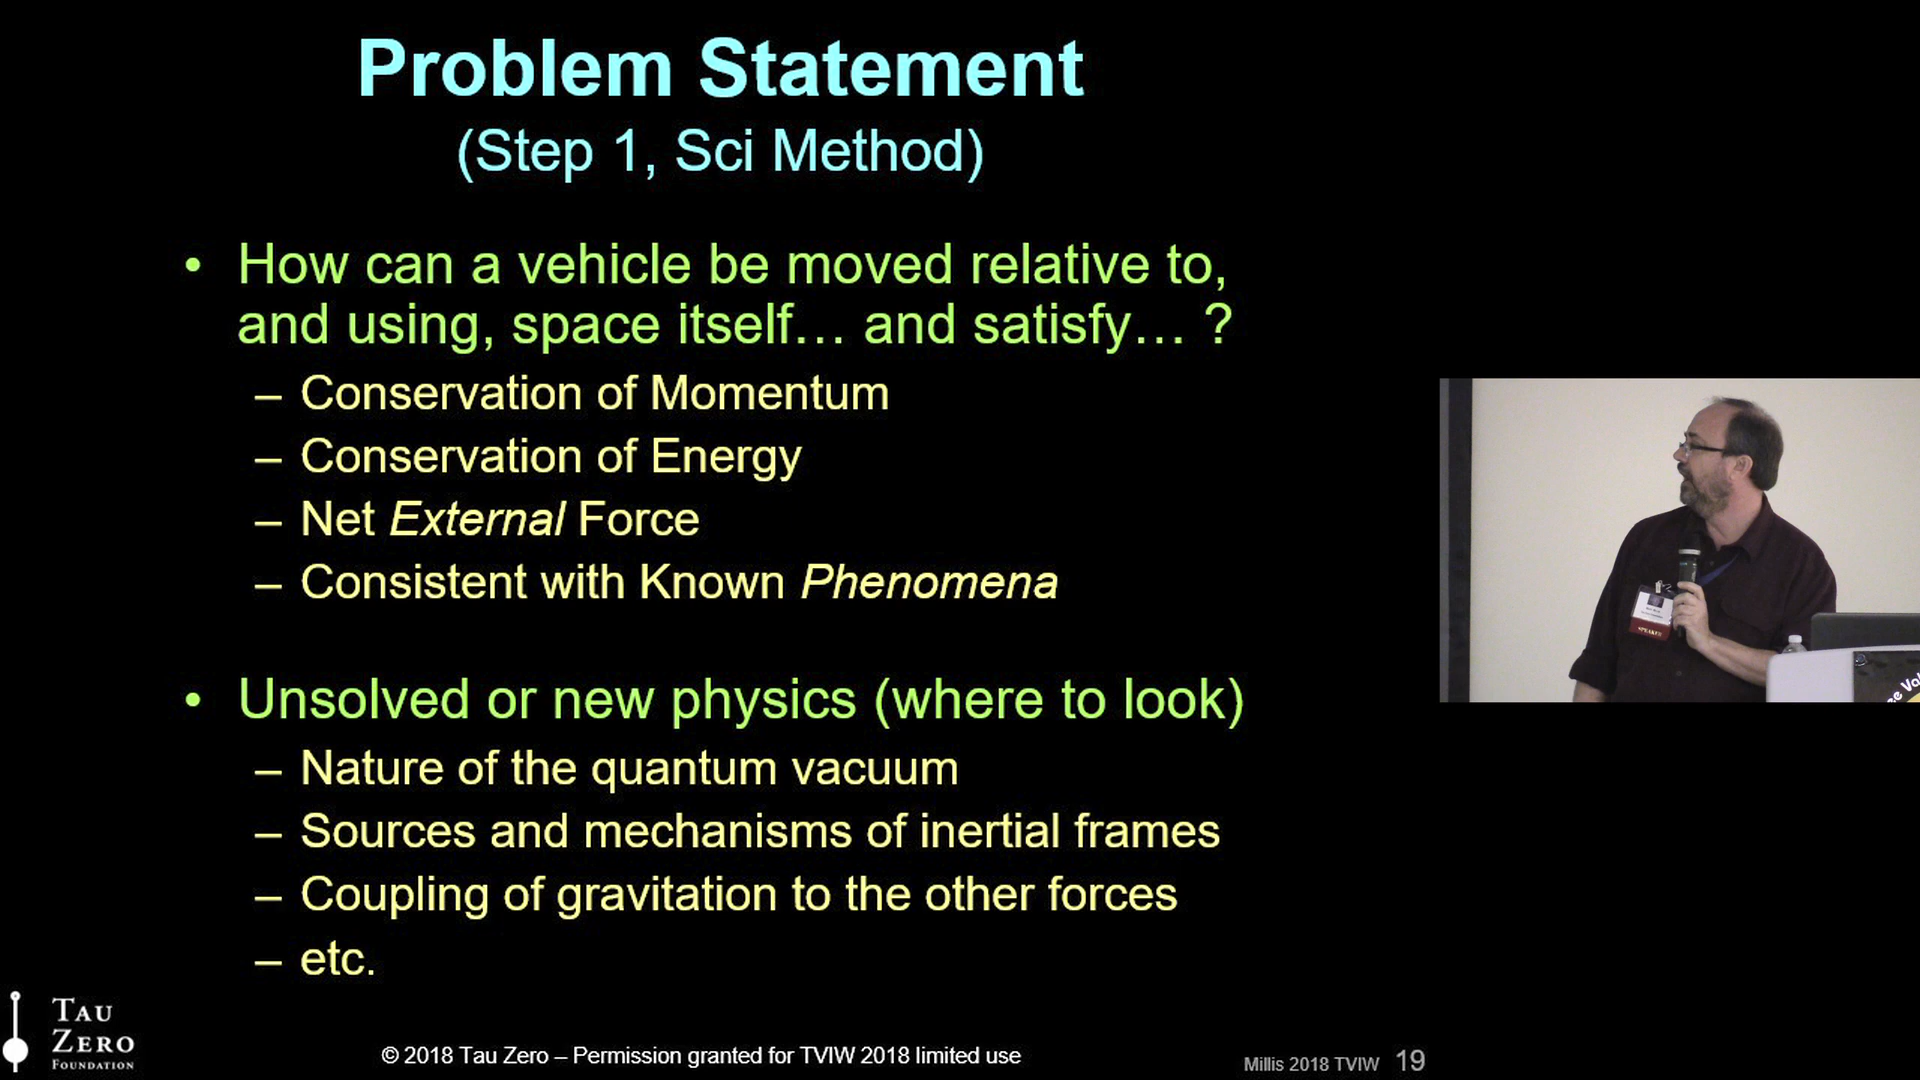 Problem Statement
(Step 1, Sci Method)
• How can a vehicle be moved relative to,
and using, space itself… and satisfy… ?
– Conservation of Momentum
– Conservation of Energy
– Net External Force
– Consistent with Known Phenomena
• Unsolved or new physics (where to look)
– Nature of the quantum vacuum
– Sources and mechanisms of inertial frames
– Coupling of gravitation to the other forces
– etc.
SPEAKER
TAU
ZERO
FOUNDATION
© 2018 Tau Zero – Permission granted for TVIW 2018 limited use
Millis 2018 TVIW 19